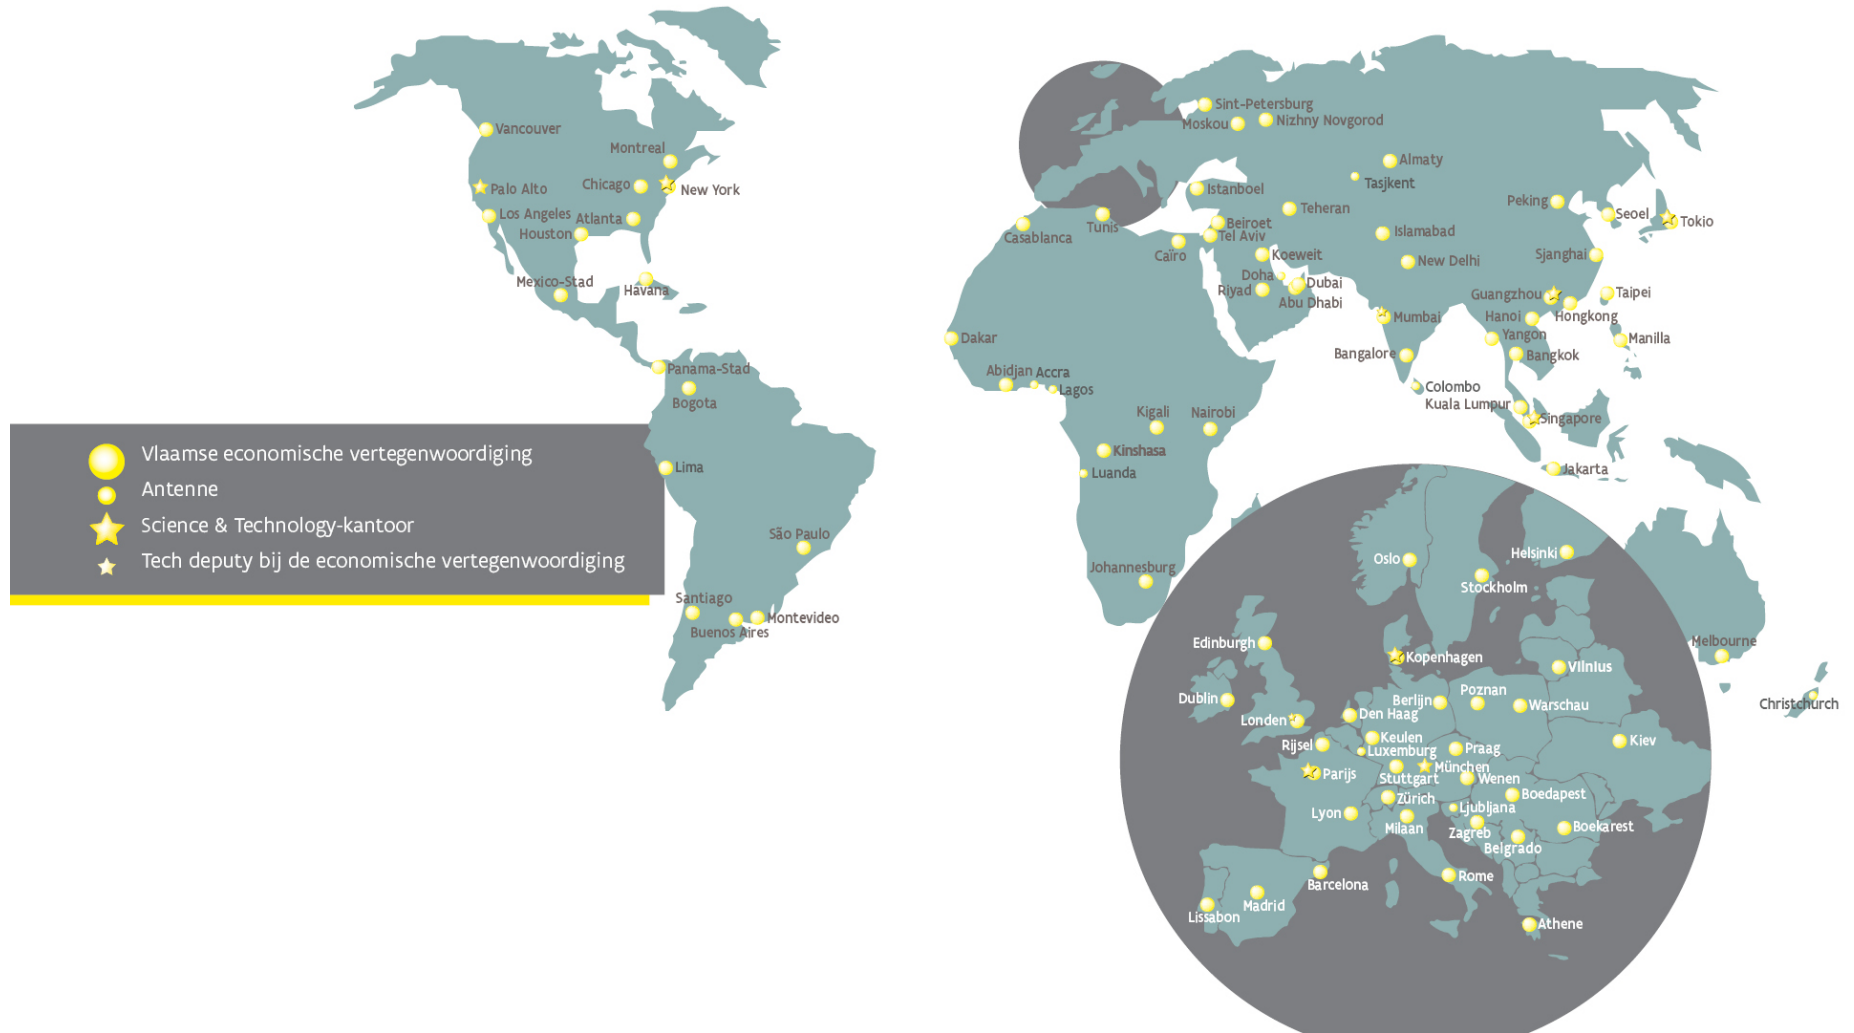 Vancouver
Montreal
Palo Alto
Chicago
New York
Los Angeles
Atlanta
Houston
Mexico-Stad
Havana
Panama-Stad
Bogota
Lima
São Paulo
Santiago
Buenos Aires
Montevideo
Vlaamse economische vertegenwoordiging
Antenne
Science & Technology-kantoor
Tech deputy bij de economische vertegenwoordiging
Sint-Petersburg
Moskou
Nizhny Novgorod
Almaty
Tasjkent
Istanboel
Teheran
Peking
Seoel
Tokio
Casablanca
Tunis
Beiroet
Tel Aviv
Caïro
Islamabad
New Delhi
Sjanghai
Koeweit
Doha
Dubai
Riyad
Abu Dhabi
Guangzhou
Taipei
Hongkong
Mumbai
Hanoi
Yangon
Manilla
Dakar
Bangalore
Bangkok
Abidjan
Accra
Lagos
Colombo
Kuala Lumpur
Singapore
Kigali
Nairobi
Kinshasa
Luanda
Jakarta
Johannesburg
Melbourne
Christchurch
Oslo
Helsinki
Stockholm
Edinburgh
Kopenhagen
Vilnius
Dublin
Berlijn
Poznan
Warschau
Londen
Den Haag
Keulen
Kiev
Rijsel
Luxemburg
Praag
Parijs
München
Stuttgart
Wenen
Zürich
Boedapest
Lyon
Ljubljana
Milaan
Zagreb
Boekarest
Belgrado
Barcelona
Rome
Madrid
Lissabon
Athene